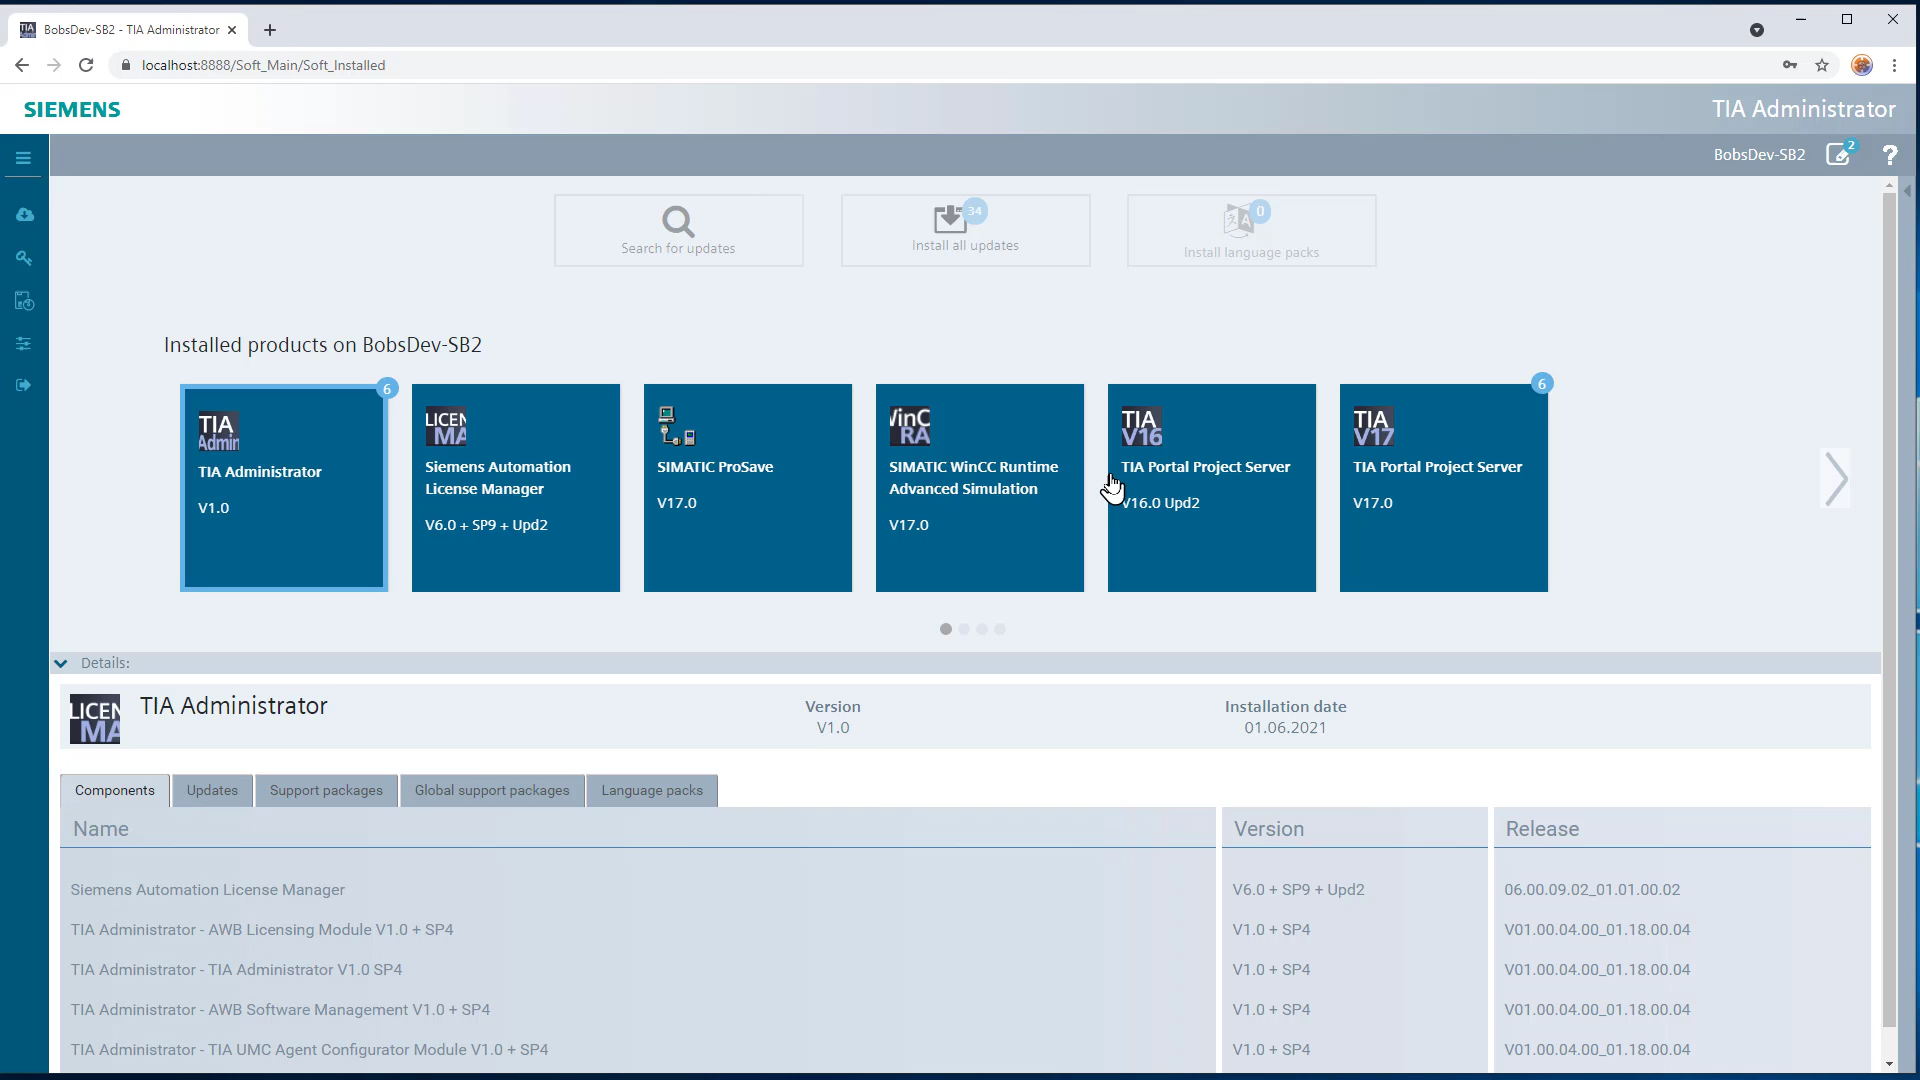 BobsDev-SB2 - TIA Administrator
localhost:8888/Soft_Main/Soft_Installed
SIEMENS
TIA Administrator
BobsDev-SB2
2
?
Search for updates
34
Install all updates
0
Install language packs
Installed products on BobsDev-SB2
6
TIA
Admin
TIA Administrator
V1.0
LICEN
MA
Siemens Automation
License Manager
V6.0 + SP9 + Upd2
SIMATIC ProSave
V17.0
WinC
RA
SIMATIC WinCC Runtime
Advanced Simulation
V17.0
TIA
V16
TIA Portal Project Server
V16.0 Upd2
6
TIA
V17
TIA Portal Project Server
V17.0
Details:
LICEN
MA
TIA Administrator
Version
V1.0
Installation date
01.06.2021
Components
Updates
Support packages
Global support packages
Language packs
Name
Version
Release
Siemens Automation License Manager
V6.0 + SP9 + Upd2
06.00.09.02_01.01.00.02
TIA Administrator - AWB Licensing Module V1.0 + SP4
V1.0 + SP4
V01.00.04.00_01.18.00.04
TIA Administrator - TIA Administrator V1.0 SP4
V1.0 + SP4
V01.00.04.00_01.18.00.04
TIA Administrator - AWB Software Management V1.0 + SP4
V1.0 + SP4
V01.00.04.00_01.18.00.04
TIA Administrator - TIA UMC Agent Configurator Module V1.0 + SP4
V1.0 + SP4
V01.00.04.00_01.18.00.04